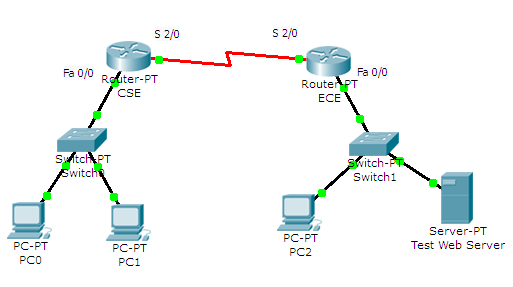 S 2/0
S 2/0
Fa 0/0
Router-PT
CSE
Router-PT
ECE
Fa 0/0
Switch-PT
Switch0
Switch-PT
Switch1
PC-PT
PC0
PC-PT
PC1
PC-PT
PC2
Server-PT
Test Web Server